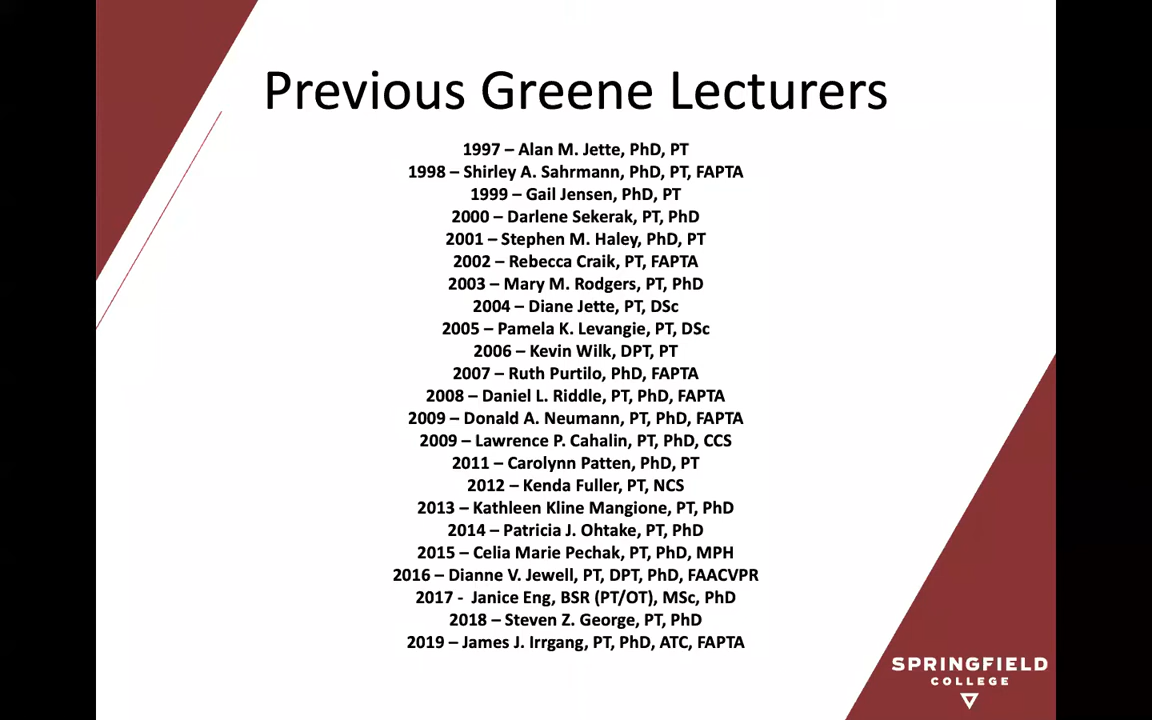 Previous Greene Lecturers
1997 – Alan M. Jette, PhD, PT
1998 – Shirley A. Sahrmann, PhD, PT, FAPTA
1999 – Gail Jensen, PhD, PT
2000 – Darlene Sekerak, PT, PhD
2001 – Stephen M. Haley, PhD, PT
2002 – Rebecca Craik, PT, FAPTA
2003 – Mary M. Rodgers, PT, PhD
2004 – Diane Jette, PT, DSc
2005 – Pamela K. Levangie, PT, DSc
2006 – Kevin Wilk, DPT, PT
2007 – Ruth Purtilo, PhD, FAPTA
2008 – Daniel L. Riddle, PT, PhD, FAPTA
2009 – Donald A. Neumann, PT, PhD, FAPTA
2009 – Lawrence P. Cahalin, PT, PhD, CCS
2011 – Carolynn Patten, PhD, PT
2012 – Kenda Fuller, PT, NCS
2013 – Kathleen Kline Mangione, PT, PhD
2014 – Patricia J. Ohtake, PT, PhD
2015 – Celia Marie Pechak, PT, PhD, MPH
2016 – Dianne V. Jewell, PT, DPT, PhD, FAACVPR
2017 - Janice Eng, BSR (PT/OT), MSc, PhD
2018 – Steven Z. George, PT, PhD
2019 – James J. Irrgang, PT, PhD, ATC, FAPTA
SPRINGFIELD
COLLEGE